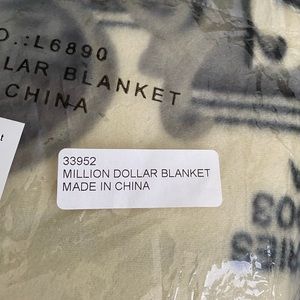 O.:L6890
LAR BLANKET
CHINA
33952
MILLION DOLLAR BLANKET
MADE IN CHINA